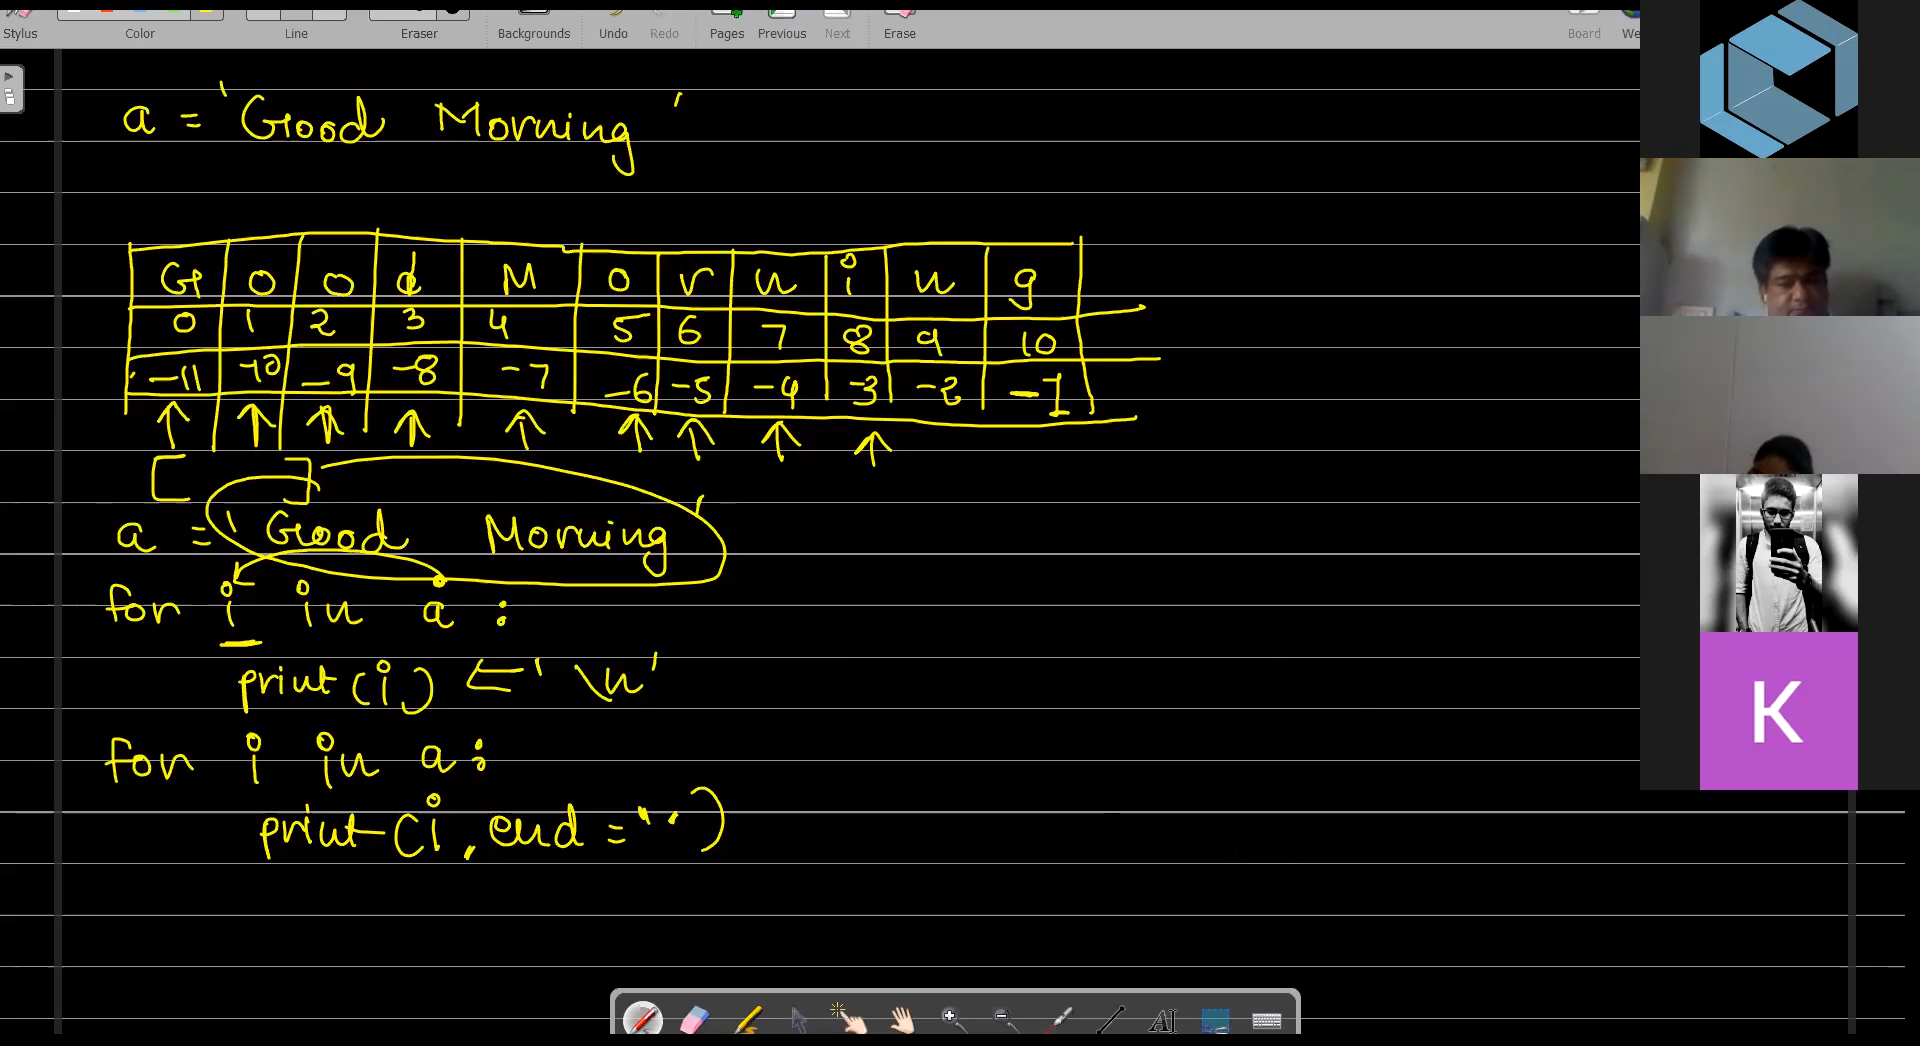 Stylus Color Line Eraser Backgrounds Undo Redo Pages Previous Next Erase Board We
a = 'Good Morning'
G o o d M o r n i n g
0 1 2 3 4 5 6 7 8 9 10
-11 -10 -9 -8 -7 -6 -5 -4 -3 -2 -1
[ ]
a = 'Good Morning'
for i in a :
print(i) ← '\n'
for i in a :
print(i, end = '')
K